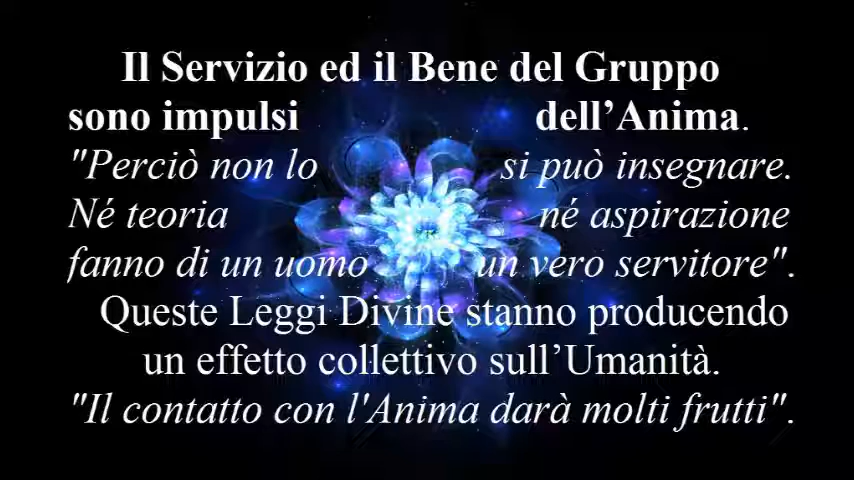 Il Servizio ed il Bene del Gruppo
sono impulsi dell’Anima.
"Perciò non lo si può insegnare.
Né teoria né aspirazione
fanno di un uomo un vero servitore".
Queste Leggi Divine stanno producendo
un effetto collettivo sull’Umanità.
"Il contatto con l'Anima darà molti frutti".